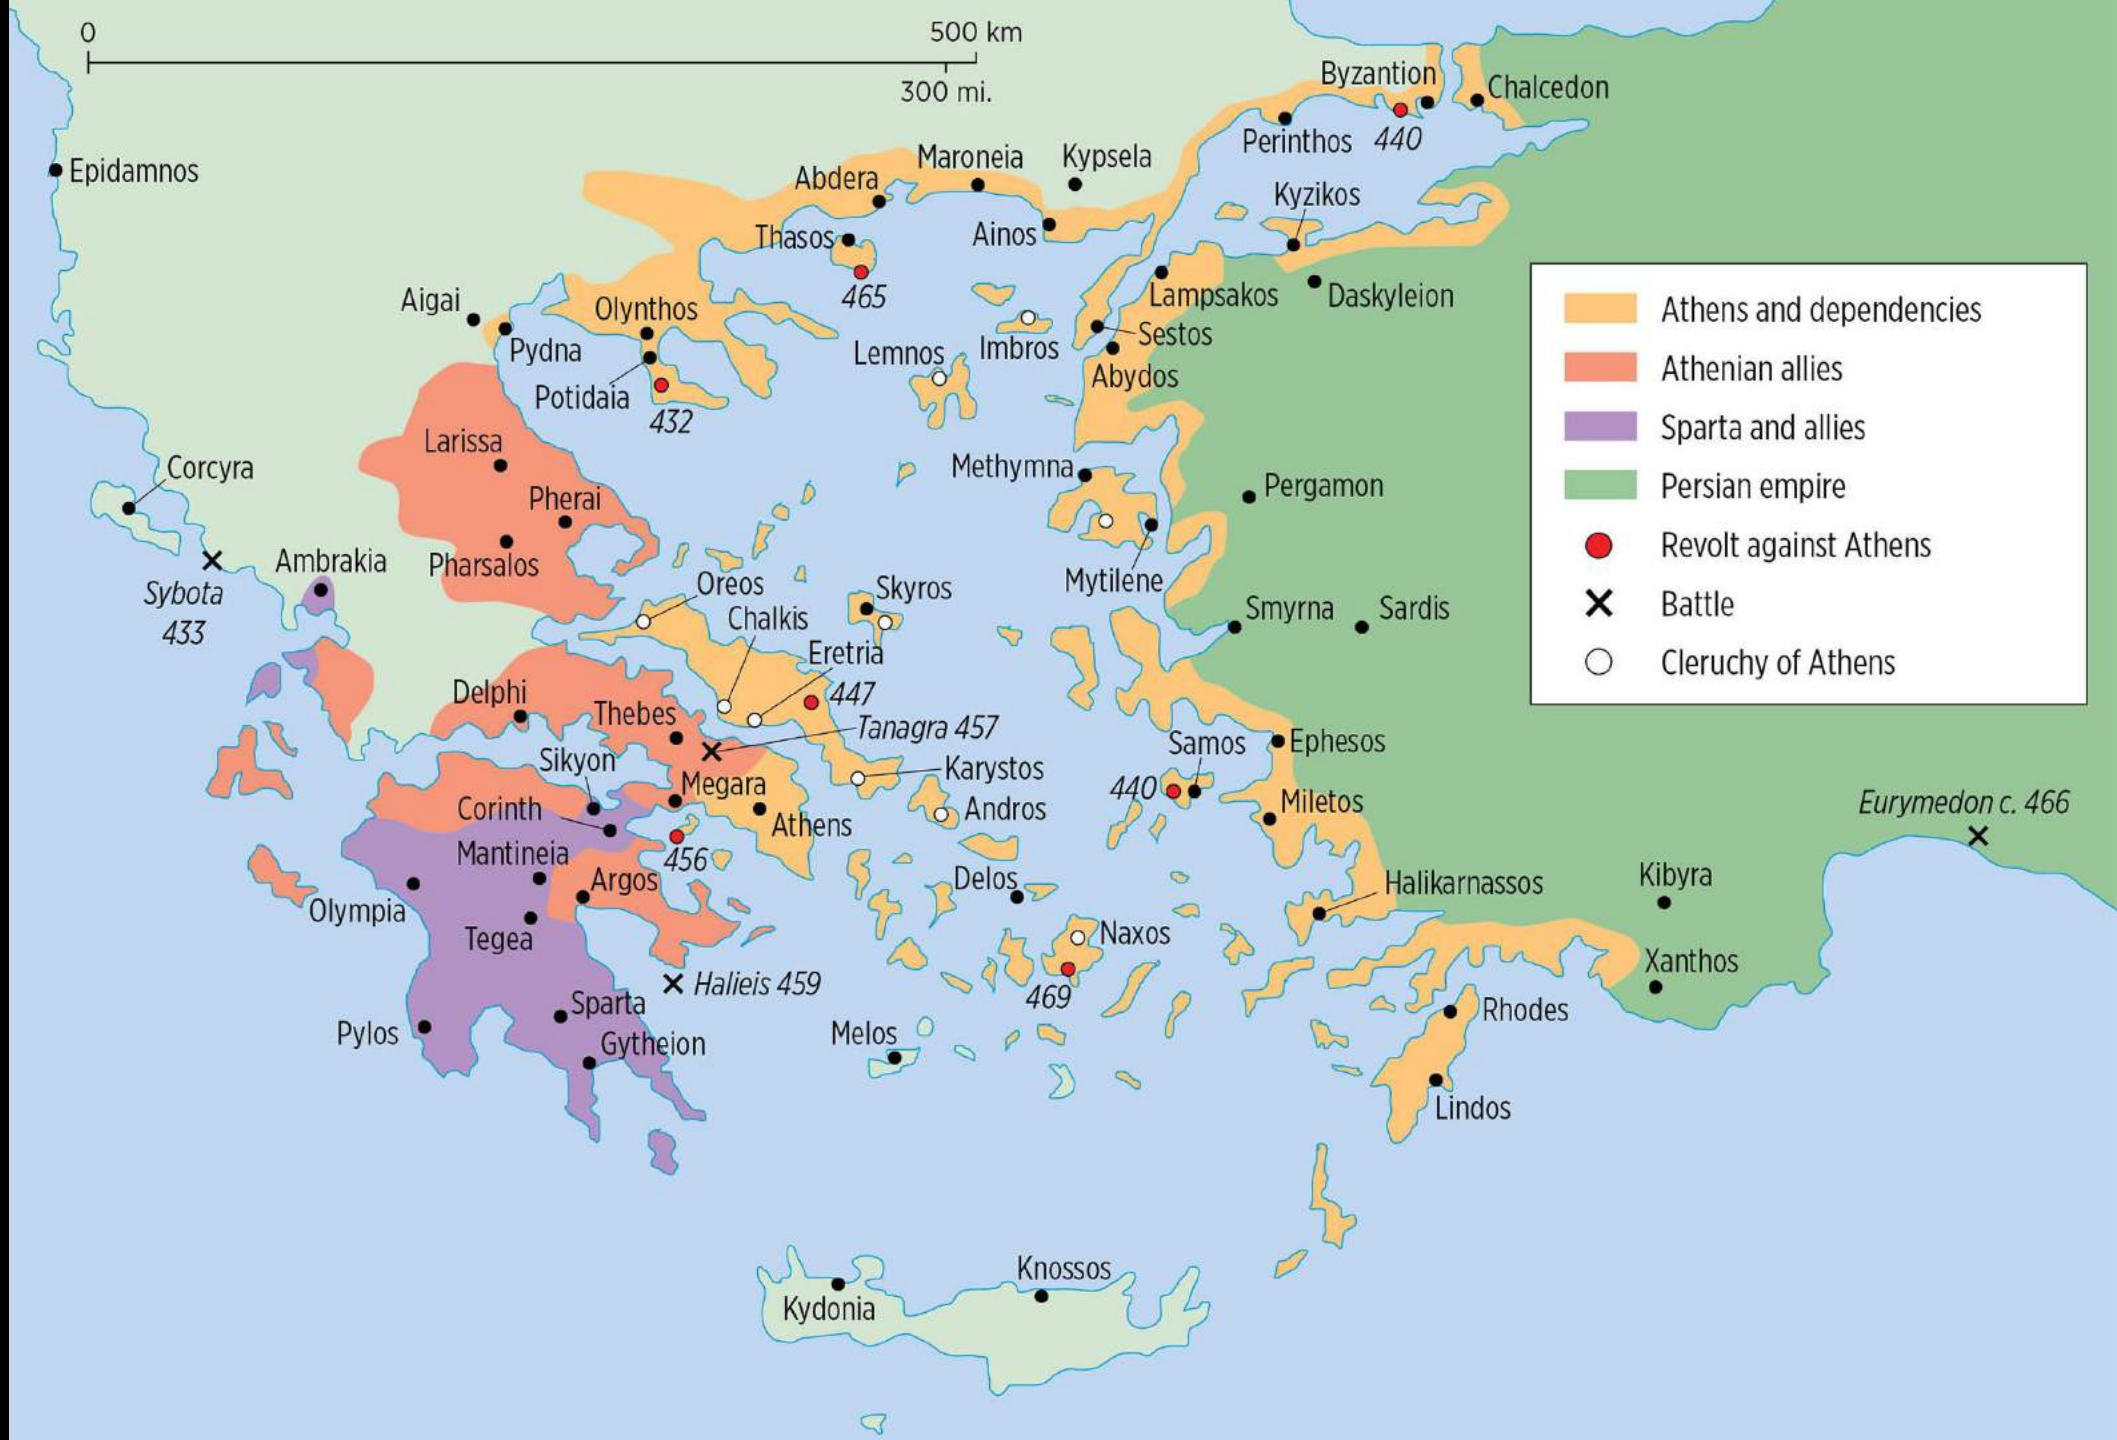 0
500 km
300 mi.
Byzantion
Chalcedon
Perinthos
440
Epidamnos
Maroneia
Kypsela
Abdera
Kyzikos
Thasos
Ainos
465
Aigai
Olynthos
Lampsakos
Daskyleion
Pydna
Lemnos
Imbros
Sestos
Potidaia
Abydos
432
Larissa
Corcyra
Methymna
Pherai
Pergamon
Ambrakia
Pharsalos
Sybota
433
Oreos
Skyros
Mytilene
Chalkis
Smyrna
Sardis
Eretria
Delphi
447
Thebes
Tanagra 457
Sikyon
Samos
Ephesos
Karystos
Megara
440
Corinth
Andros
Miletos
Athens
Eurymedon c. 466
Mantineia
456
Argos
Delos
Halikarnassos
Kibyra
Olympia
Tegea
Naxos
Xanthos
Halieis 459
469
Sparta
Rhodes
Pylos
Gytheion
Melos
Lindos
Knossos
Kydonia
Athens and dependencies
Athenian allies
Sparta and allies
Persian empire
Revolt against Athens
Battle
Cleruchy of Athens